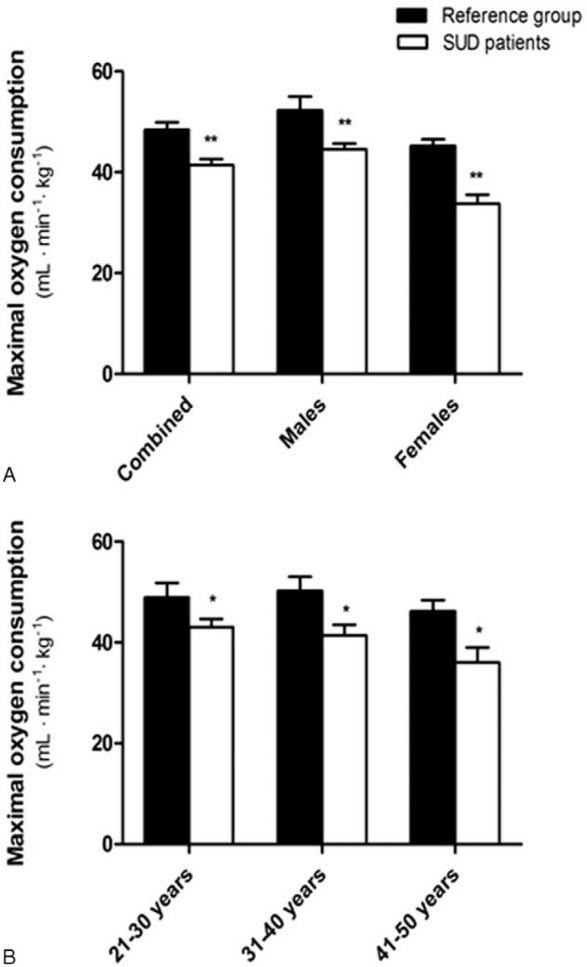 Reference group
SUD patients
Maximal oxygen consumption
(mL · min⁻¹· kg⁻¹)
60
40
20
0
**
**
**
Combined
Males
Females
A
Maximal oxygen consumption
(mL · min⁻¹· kg⁻¹)
60
40
20
0
*
*
*
21-30 years
31-40 years
41-50 years
B